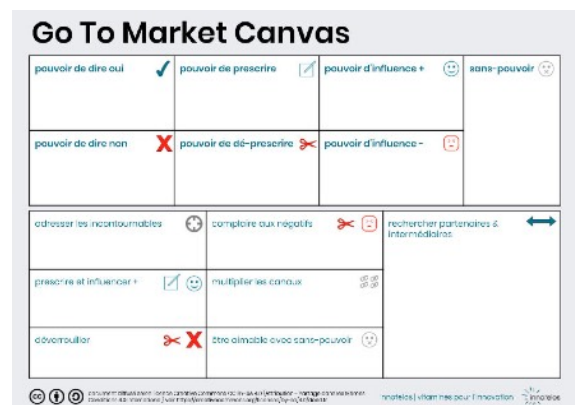 Go To Market Canvas
pouvoir de dire oui
pouvoir de prescrire
pouvoir d'influence +
sans-pouvoir
pouvoir de dire non
pouvoir de dé-prescrire
pouvoir d'influence -
adresser les incontournables
complaire aux négatifs
rechercher partenaires &
intermédiaires
prescrire et influencer +
multiplier les canaux
déverrouiller
être aimable avec sans-pouvoir
innatelos | vitamines pour l'innovation
innatelos